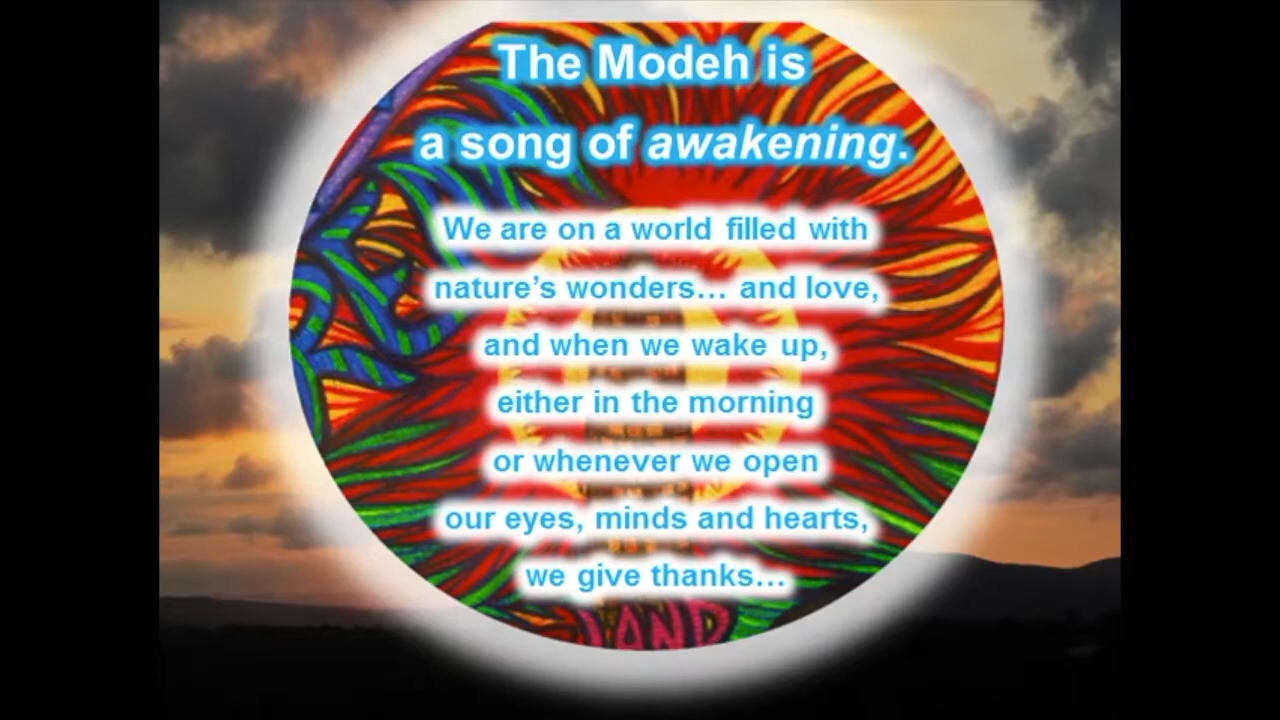 The Modeh is
a song of awakening.
We are on a world filled with
nature’s wonders… and love,
and when we wake up,
either in the morning
or whenever we open
our eyes, minds and hearts,
we give thanks…
LAND